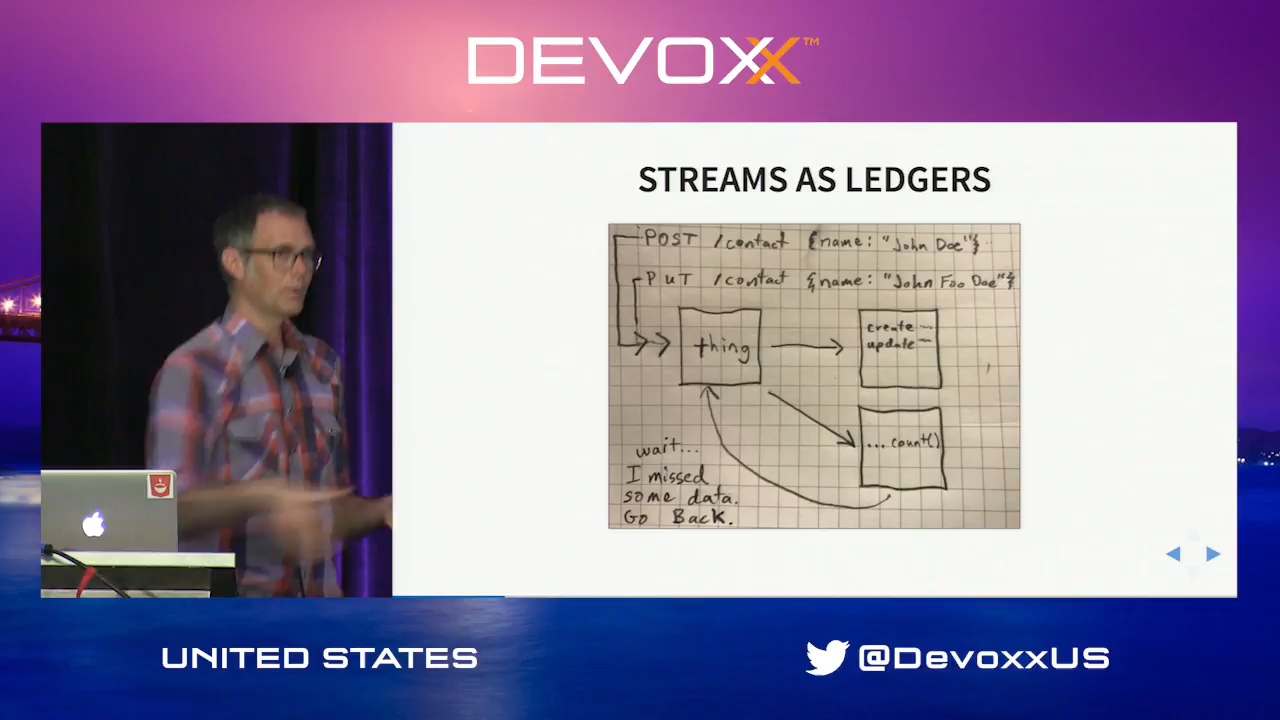 DEVOXX™
STREAMS AS LEDGERS
POST /contact {name: "John Doe"}
PUT /contact {name: "John Foo Doe"}
thing
create
update
... count()
wait...
I missed
some data.
Go Back.
UNITED STATES
@DevoxxUS